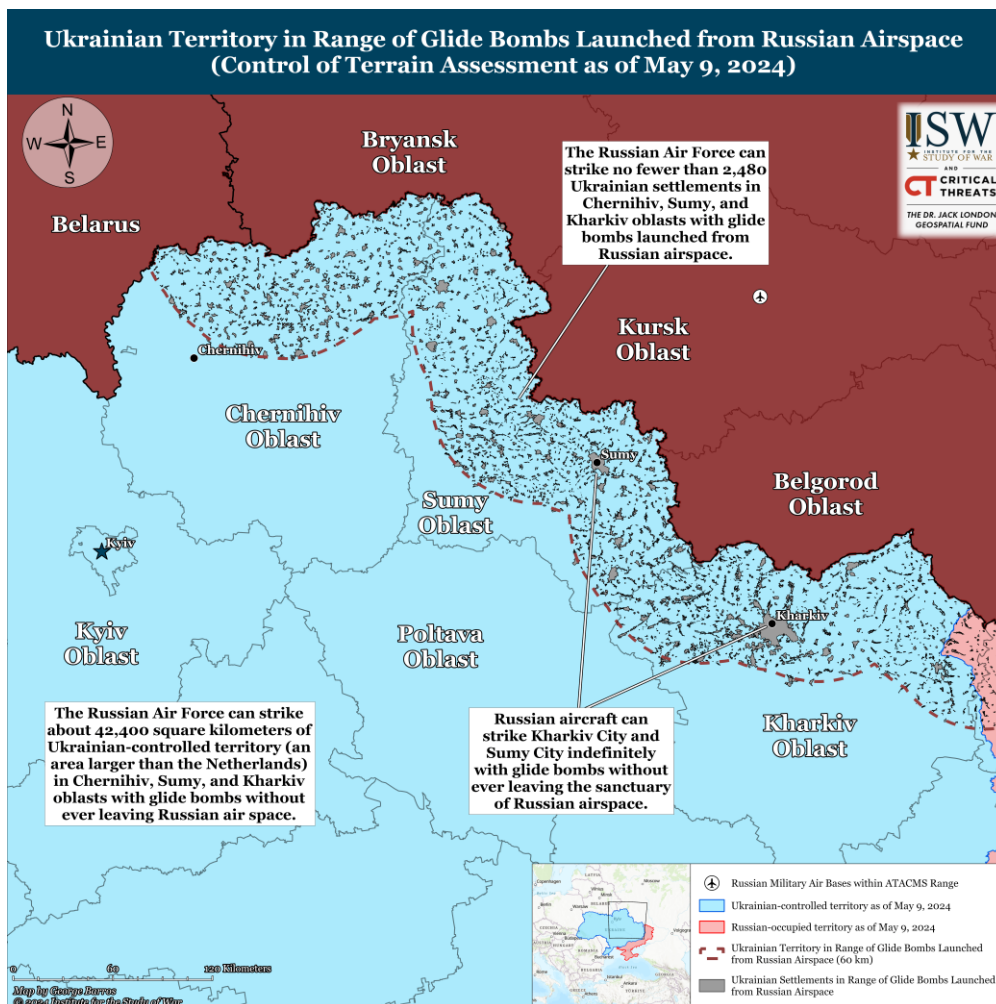 Ukrainian Territory in Range of Glide Bombs Launched from Russian Airspace
(Control of Terrain Assessment as of May 9, 2024)
N
W E
S
Bryansk
Oblast
Belarus
The Russian Air Force can
strike no fewer than 2,480
Ukrainian settlements in
Chernihiv, Sumy, and
Kharkiv oblasts with glide
bombs launched from
Russian airspace.
ISW
INSTITUTE FOR THE
STUDY OF WAR
AND
CT CRITICAL
THREATS
THE DR. JACK LONDON
GEOSPATIAL FUND
Kursk
Oblast
Chernihiv
Chernihiv
Oblast
Sumy
Sumy
Oblast
Belgorod
Oblast
Kyiv
Kyiv
Oblast
Poltava
Oblast
Kharkiv
Kharkiv
Oblast
The Russian Air Force can strike
about 42,400 square kilometers of
Ukrainian-controlled territory (an
area larger than the Netherlands)
in Chernihiv, Sumy, and Kharkiv
oblasts with glide bombs without
ever leaving Russian air space.
Russian aircraft can
strike Kharkiv City and
Sumy City indefinitely
with glide bombs without
ever leaving the sanctuary
of Russian airspace.
Russian Military Air Bases within ATACMS Range
Ukrainian-controlled territory as of May 9, 2024
Russian-occupied territory as of May 9, 2024
Ukrainian Territory in Range of Glide Bombs Launched
from Russian Airspace (60 km)
Ukrainian Settlements in Range of Glide Bombs Launched
from Russian Airspace
0 60 120 Kilometers
Map by George Barros
© 2024 Institute for the Study of War